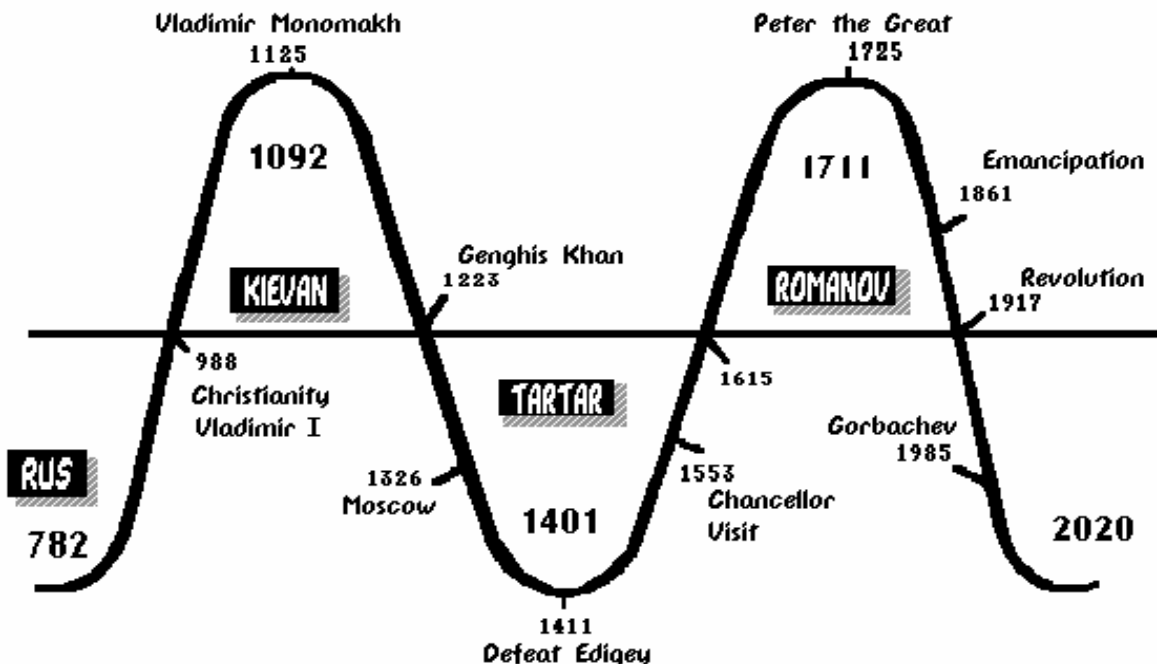 Vladimir Monomakh
1125
Peter the Great
1725
1092
1711
Emancipation
1861
Genghis Khan
1223
KIEVAN
ROMANOV
Revolution
1917
988
Christianity
Vladimir I
1615
TARTAR
RUS
Gorbachev
1985
1326
Moscow
1553
Chancellor
Visit
782
1401
2020
1411
Defeat Edigey